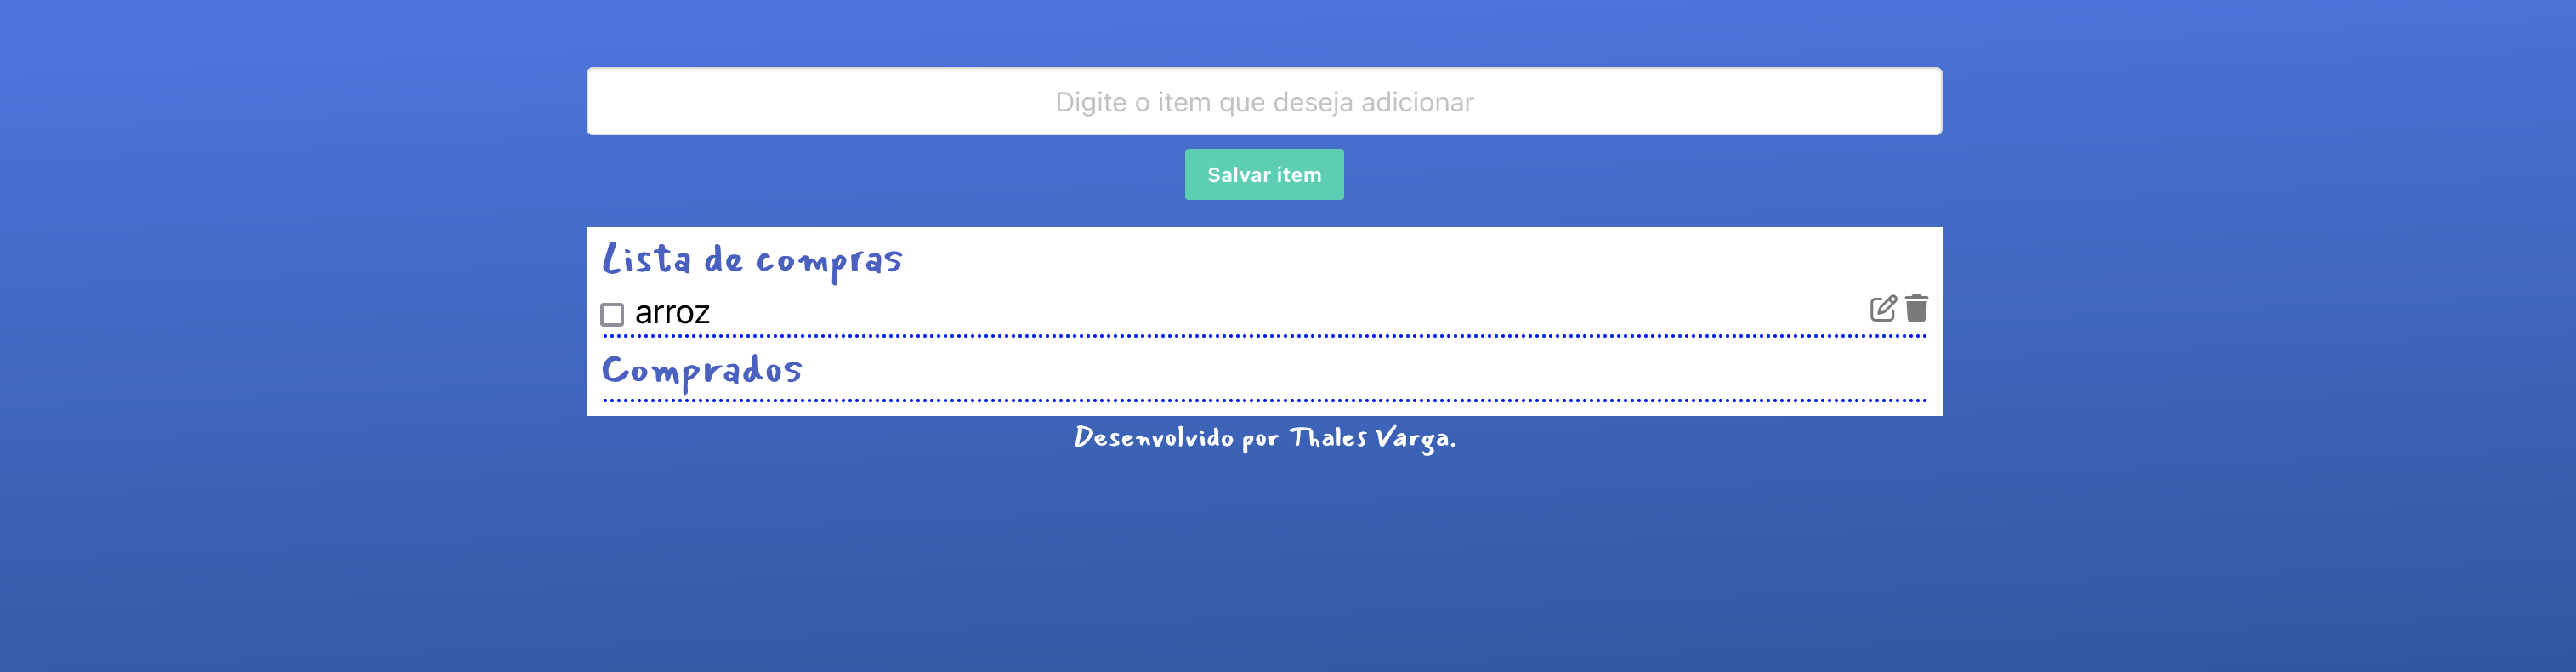 Digite o item que deseja adicionar
Salvar item
Lista de compras
arroz
Comprados
Desenvolvido por Thales Varga.